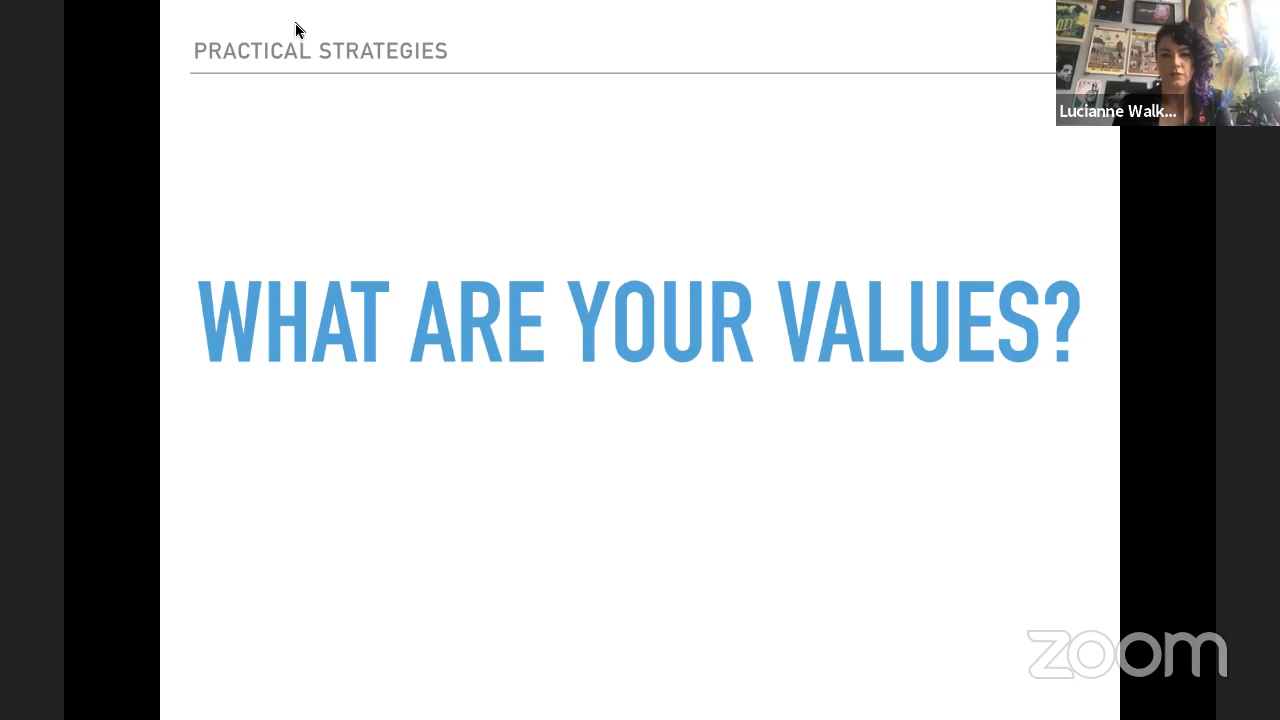 PRACTICAL STRATEGIES
Lucianne Walk...
WHAT ARE YOUR VALUES?
zoom